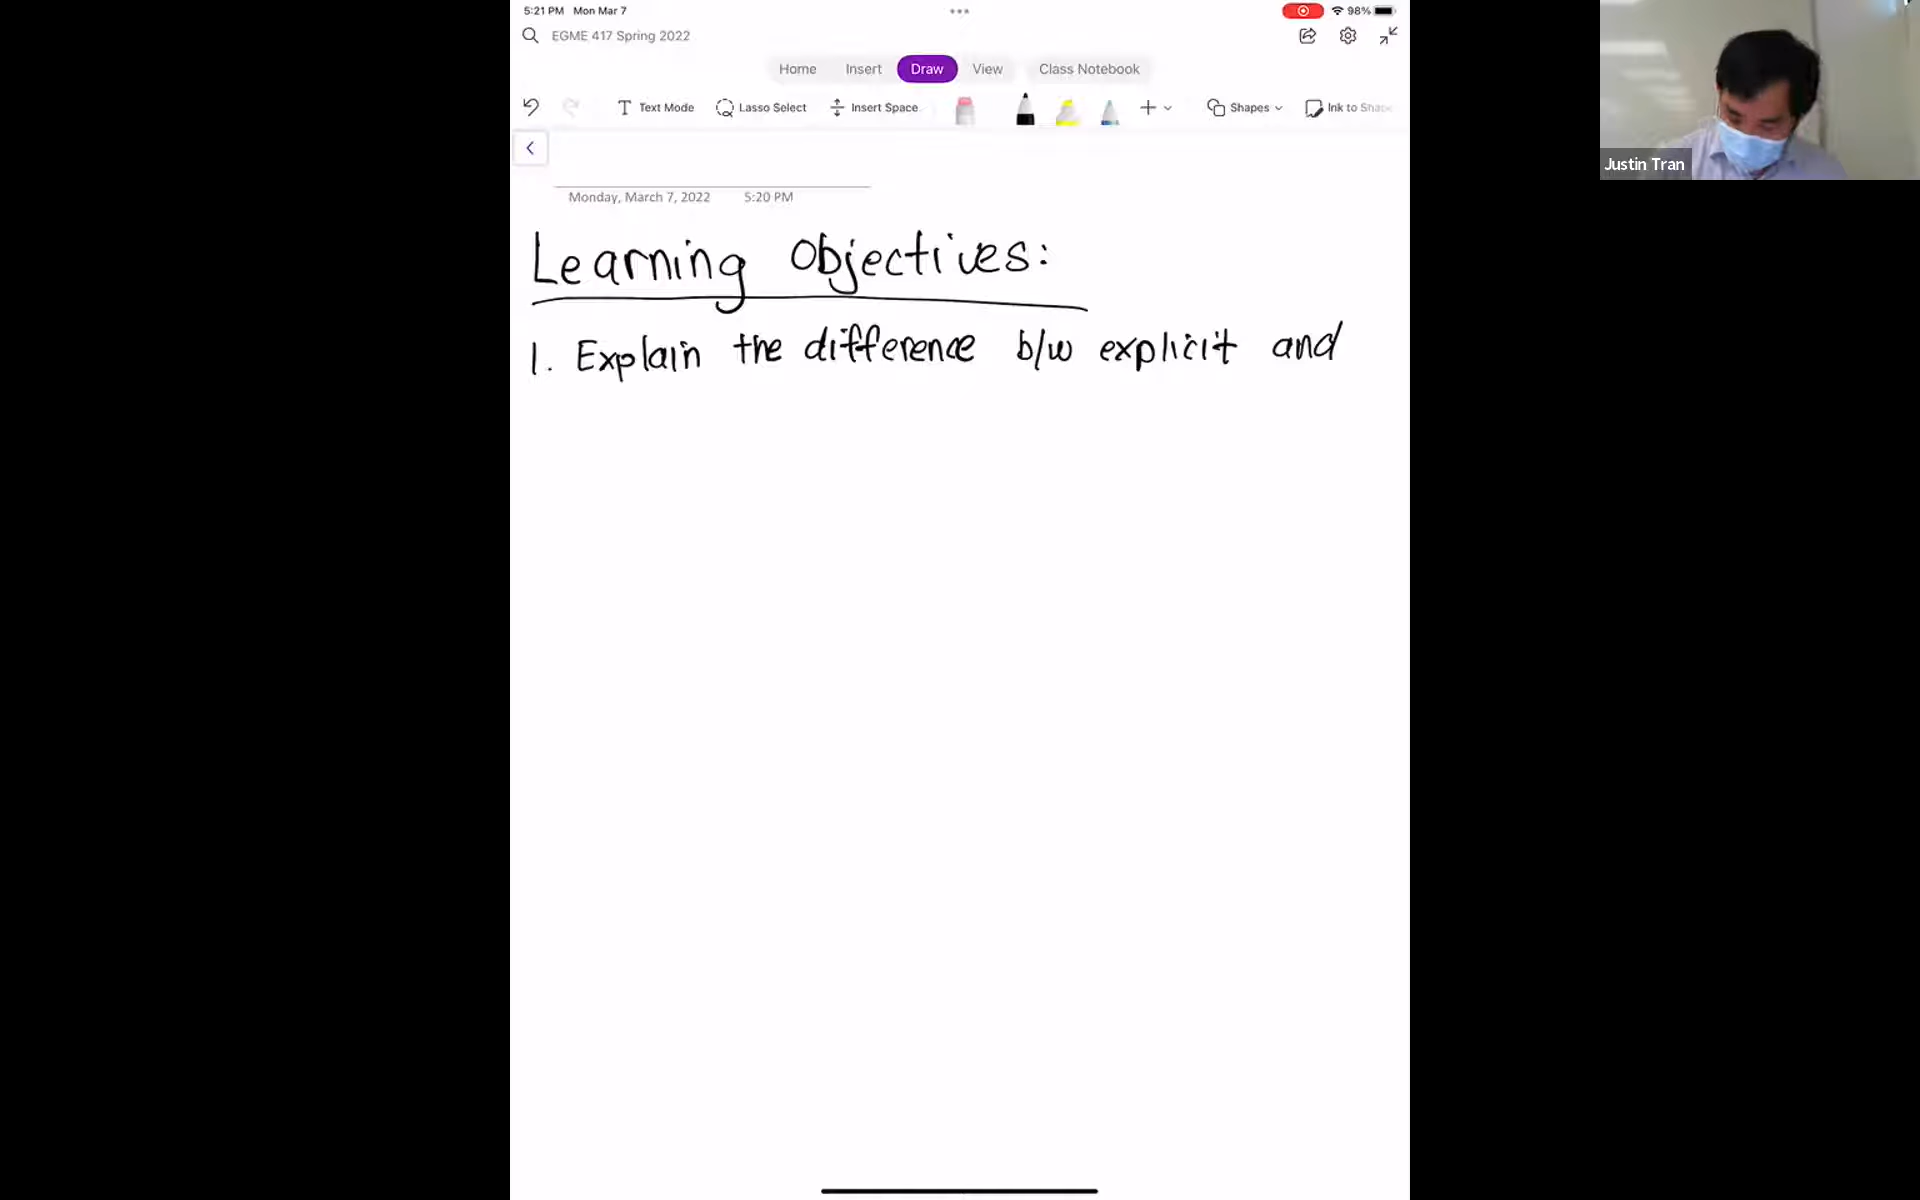 5:21 PM Mon Mar 7
98%
EGME 417 Spring 2022
Home Insert Draw View Class Notebook
Text Mode Lasso Select Insert Space Shapes Ink to Shape
Justin Tran
Monday, March 7, 2022 5:20 PM
Learning Objectives:
1. Explain the difference b/w explicit and